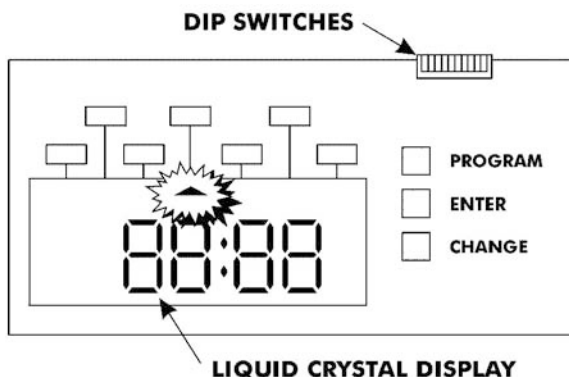 DIP SWITCHES
PROGRAM
ENTER
88:88
CHANGE
LIQUID CRYSTAL DISPLAY